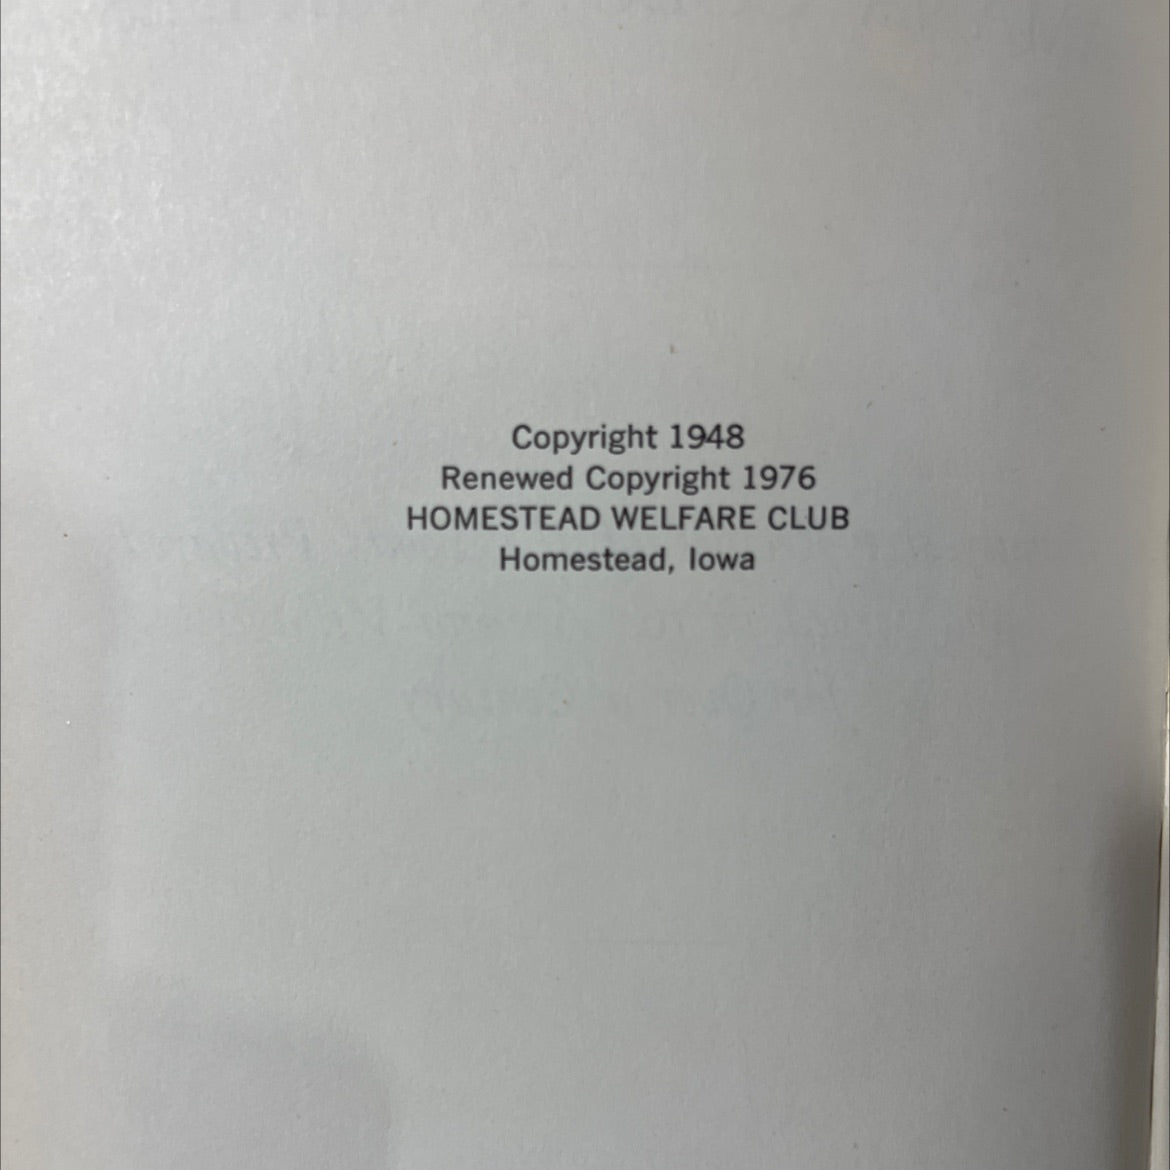 Copyright 1948
Renewed Copyright 1976
HOMESTEAD WELFARE CLUB
Homestead, Iowa